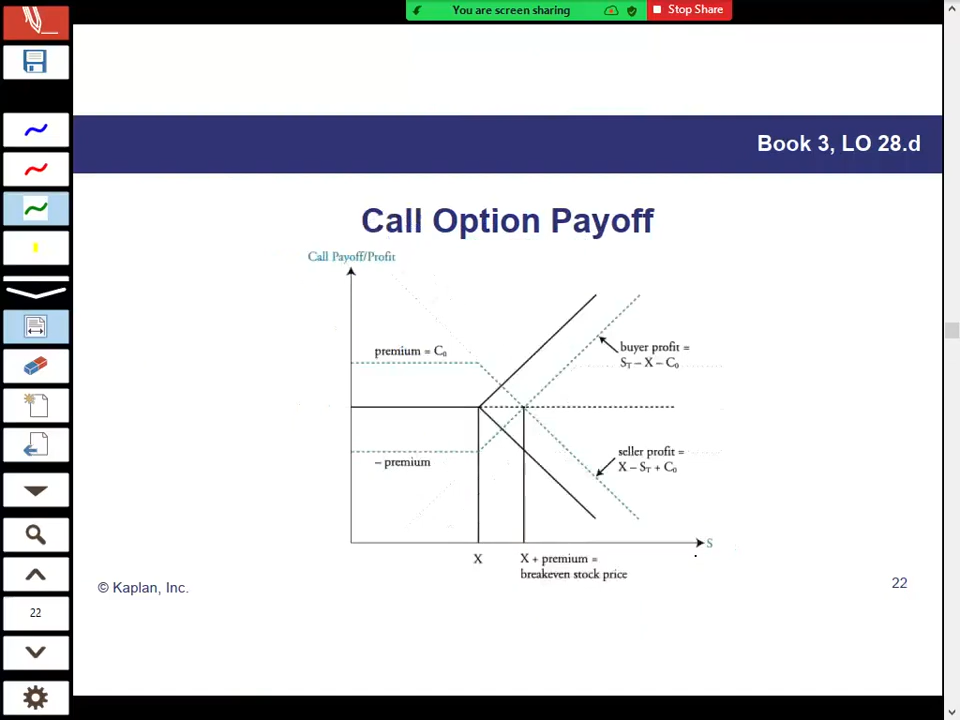 You are screen sharing
Stop Share
Book 3, LO 28.d
Call Option Payoff
Call Payoff/Profit
premium = C₀
buyer profit =
S_T – X – C₀
– premium
seller profit =
X – S_T + C₀
S
X
X + premium =
breakeven stock price
© Kaplan, Inc.
22
22